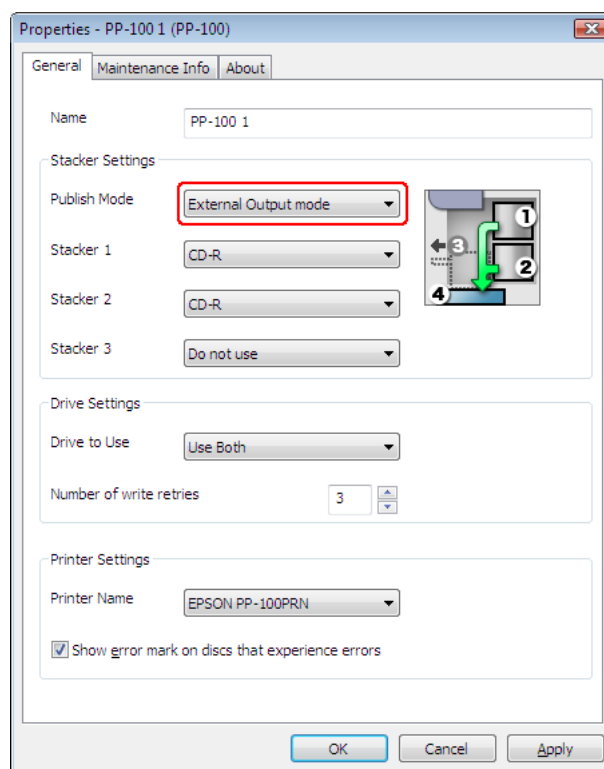 Properties - PP-100 1 (PP-100)
General Maintenance Info About
Name PP-100 1
Stacker Settings
Publish Mode External Output mode
Stacker 1 CD-R
Stacker 2 CD-R
Stacker 3 Do not use
1
3
2
4
Drive Settings
Drive to Use Use Both
Number of write retries 3
Printer Settings
Printer Name EPSON PP-100PRN
Show error mark on discs that experience errors
OK Cancel Apply